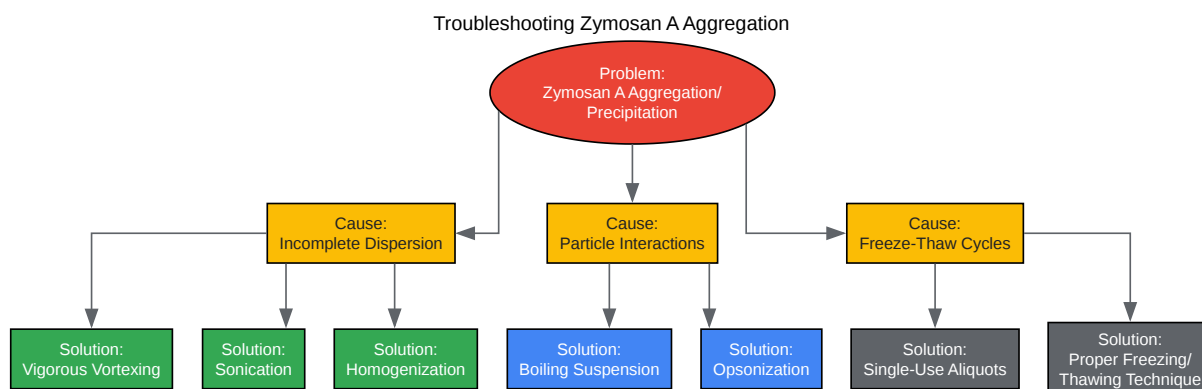 Troubleshooting Zymosan A Aggregation
Problem:
Zymosan A Aggregation/
Precipitation
Cause:
Incomplete Dispersion
Cause:
Particle Interactions
Cause:
Freeze-Thaw Cycles
Solution:
Vigorous Vortexing
Solution:
Sonication
Solution:
Homogenization
Solution:
Boiling Suspension
Solution:
Opsonization
Solution:
Single-Use Aliquots
Solution:
Proper Freezing/
Thawing Technique